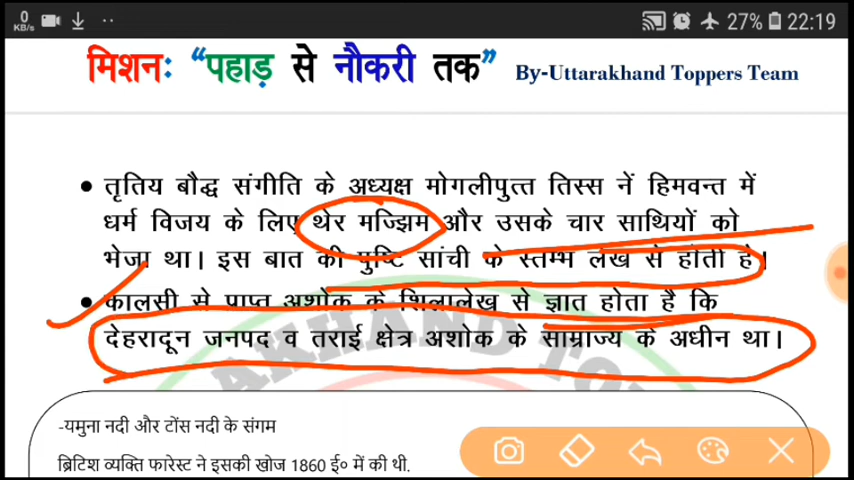 0
KB/s
27% 22:19
मिशन: “पहाड़ से नौकरी तक” By-Uttarakhand Toppers Team
• तृतिय बौद्ध संगीति के अध्यक्ष मोगलीपुत्त तिस्स नें हिमवन्त में
धर्म विजय के लिए थेर मज्झिम और उसके चार साथियों को
भेजा था। इस बात की पुष्टि सांची के स्तम्भ लेख से होती है।
• कालसी से प्राप्त अशोक के शिलालेख से ज्ञात होता है कि
देहरादून जनपद व तराई क्षेत्र अशोक के साम्राज्य के अधीन था।
AKHAND TO
-यमुना नदी और टोंस नदी के संगम
ब्रिटिश व्यक्ति फारेस्ट ने इसकी खोज 1860 ई० में की थी.